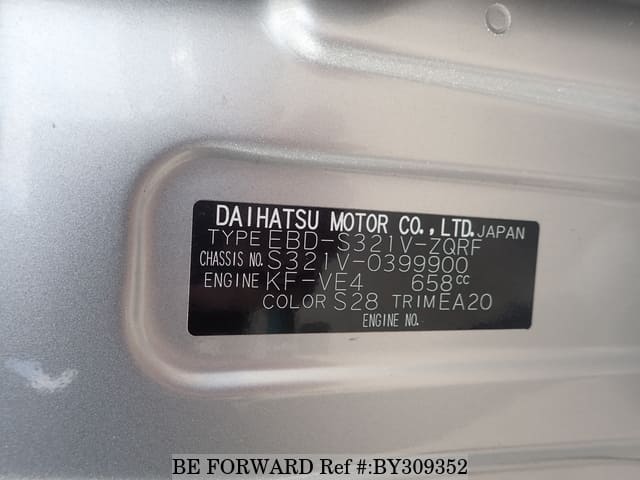 DAIHATSU MOTOR CO.,LTD. JAPAN
TYPE EBD-S321V-ZQRF
CHASSIS NO. S321V-0399900
ENGINE KF-VE4 658cc
COLOR S28 TRIM EA20
ENGINE NO.
BE FORWARD Ref #:BY309352